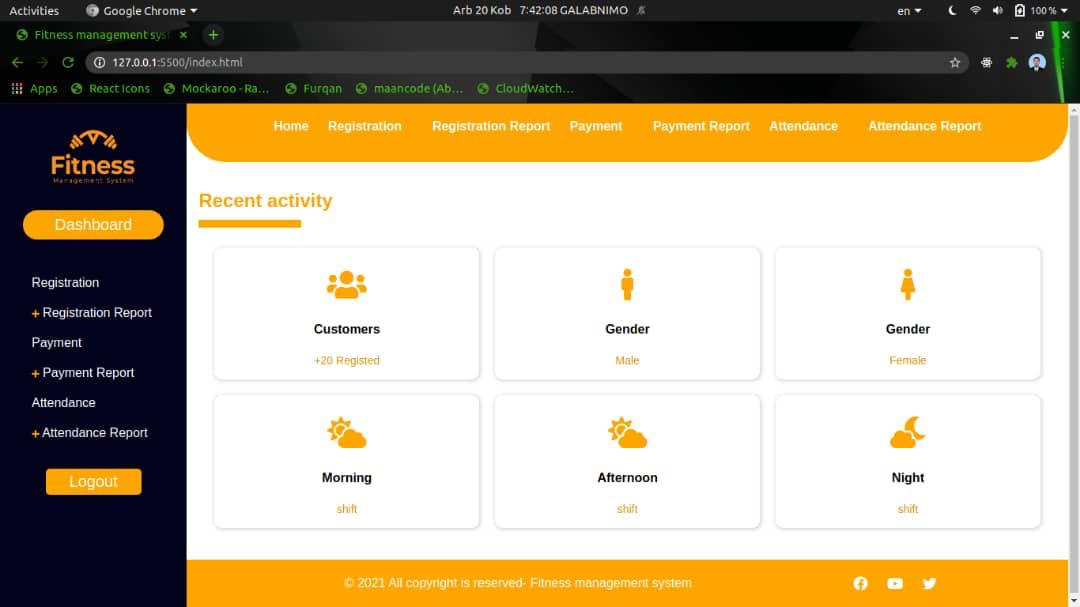 Activities Google Chrome Arb 20 Kob 7:42:08 GALABNIMO en 100 %
Fitness management sys
127.0.0.1:5500/index.html
Apps React Icons Mockaroo - Ra... Furqan maancode (Ab... CloudWatch...
Home Registration Registration Report Payment Payment Report Attendance Attendance Report
Fitness
Management System
Dashboard
Registration
+ Registration Report
Payment
+ Payment Report
Attendance
+ Attendance Report
Logout
Recent activity
Customers
+20 Registed
Gender
Male
Gender
Female
Morning
shift
Afternoon
shift
Night
shift
© 2021 All copyright is reserved- Fitness management system